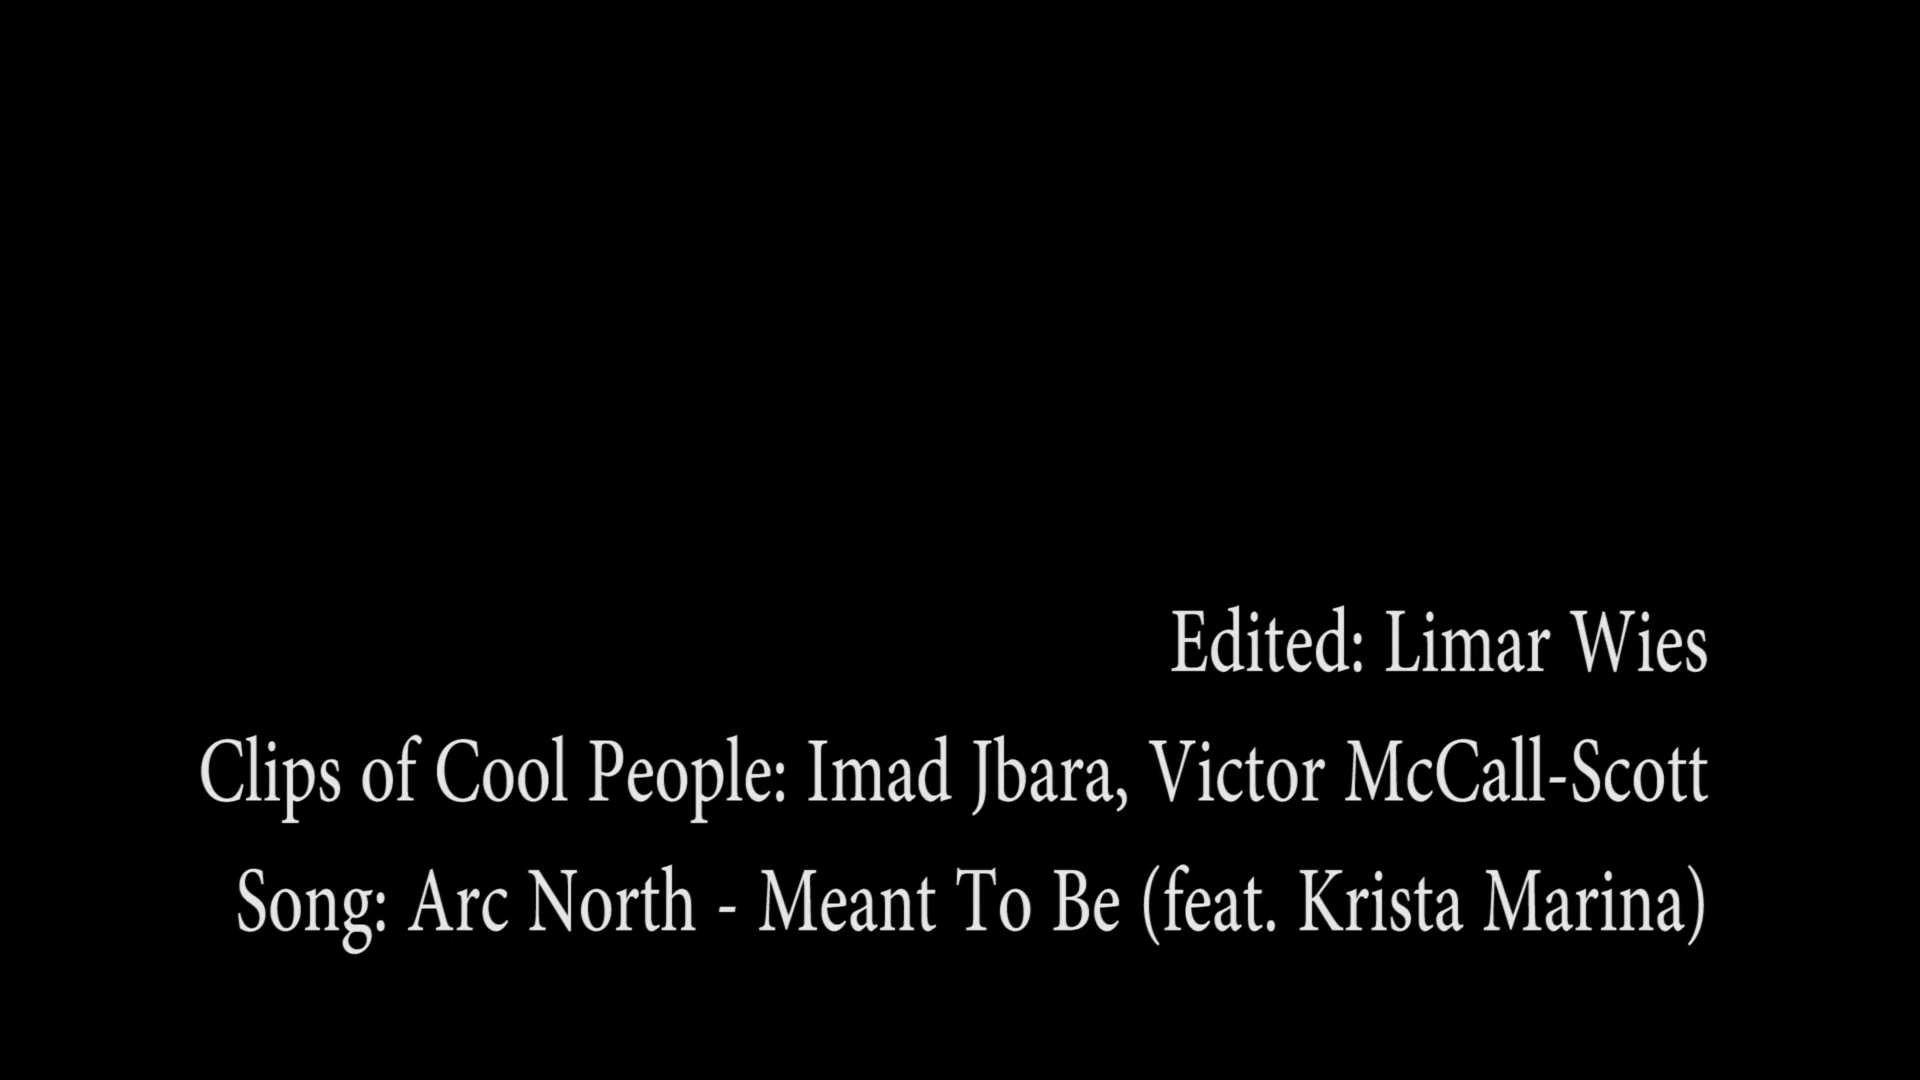 Edited: Limar Wies
Clips of Cool People: Imad Jbara, Victor McCall-Scott
Song: Arc North - Meant To Be (feat. Krista Marina)